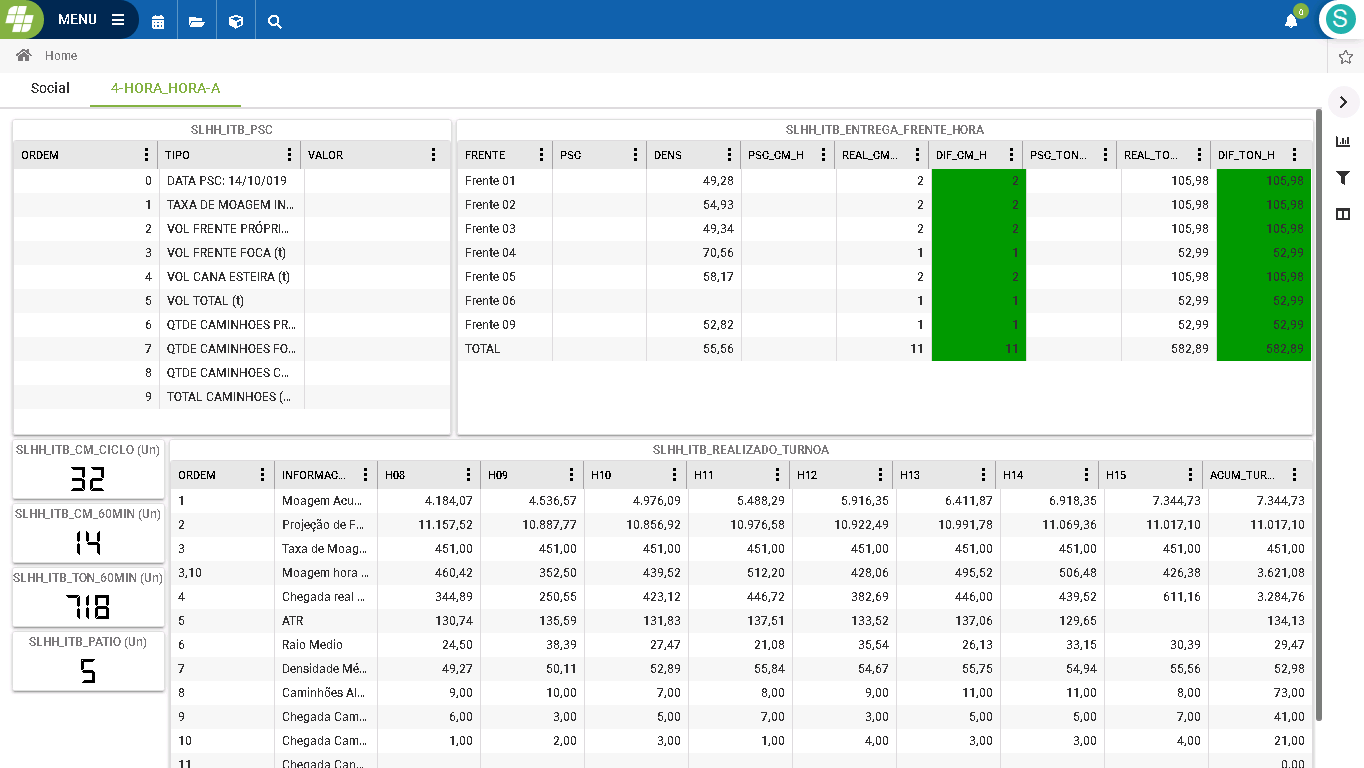 MENU
0
S
Home
Social 4-HORA_HORA-A
SLHH_ITB_PSC
ORDEM TIPO VALOR
0 DATA PSC: 14/10/019
1 TAXA DE MOAGEM IN...
2 VOL FRENTE PRÓPRI...
3 VOL FRENTE FOCA (t)
4 VOL CANA ESTEIRA (t)
5 VOL TOTAL (t)
6 QTDE CAMINHOES PR...
7 QTDE CAMINHOES FO...
8 QTDE CAMINHOES C...
9 TOTAL CAMINHOES (...
SLHH_ITB_ENTREGA_FRENTE_HORA
FRENTE PSC DENS PSC_CM_H REAL_CM... DIF_CM_H PSC_TON... REAL_TO... DIF_TON_H
Frente 01 49,28 2 2 105,98 105,98
Frente 02 54,93 2 2 105,98 105,98
Frente 03 49,34 2 2 105,98 105,98
Frente 04 70,56 1 1 52,99 52,99
Frente 05 58,17 2 2 105,98 105,98
Frente 06 1 1 52,99 52,99
Frente 09 52,82 1 1 52,99 52,99
TOTAL 55,56 11 11 582,89 582,89
SLHH_ITB_CM_CICLO (Un)
32
SLHH_ITB_CM_60MIN (Un)
14
SLHH_ITB_TON_60MIN (Un)
718
SLHH_ITB_PATIO (Un)
5
SLHH_ITB_REALIZADO_TURNOA
ORDEM INFORMAC... H08 H09 H10 H11 H12 H13 H14 H15 ACUM_TUR...
1 Moagem Acu... 4.184,07 4.536,57 4.976,09 5.488,29 5.916,35 6.411,87 6.918,35 7.344,73 7.344,73
2 Projeção de F... 11.157,52 10.887,77 10.856,92 10.976,58 10.922,49 10.991,78 11.069,36 11.017,10 11.017,10
3 Taxa de Moag... 451,00 451,00 451,00 451,00 451,00 451,00 451,00 451,00 451,00
3,10 Moagem hora ... 460,42 352,50 439,52 512,20 428,06 495,52 506,48 426,38 3.621,08
4 Chegada real ... 344,89 250,55 423,12 446,72 382,69 446,00 439,52 611,16 3.284,76
5 ATR 130,74 135,59 131,83 137,51 133,52 137,06 129,65 134,13
6 Raio Medio 24,50 38,39 27,47 21,08 35,54 26,13 33,15 30,39 29,47
7 Densidade Mé... 49,27 50,11 52,89 55,84 54,67 55,75 54,94 55,56 52,98
8 Caminhões Al... 9,00 10,00 7,00 8,00 9,00 11,00 11,00 8,00 73,00
9 Chegada Cam... 6,00 3,00 5,00 7,00 3,00 5,00 5,00 7,00 41,00
10 Chegada Cam... 1,00 2,00 3,00 1,00 4,00 3,00 3,00 4,00 21,00
11 Chegada Can... 0,00